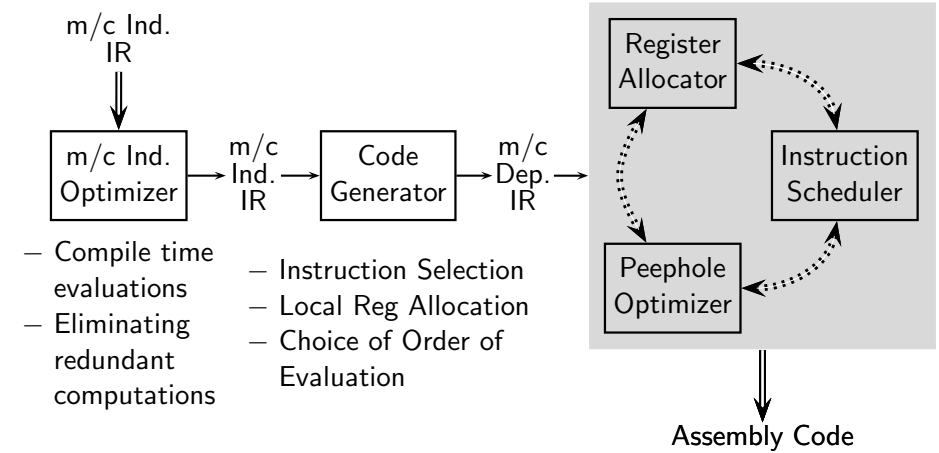 m/c Ind.
IR
m/c Ind.
Optimizer
m/c
Ind.
IR
Code
Generator
m/c
Dep.
IR
Register
Allocator
Instruction
Scheduler
Peephole
Optimizer
– Compile time
evaluations
– Eliminating
redundant
computations
– Instruction Selection
– Local Reg Allocation
– Choice of Order of
Evaluation
Assembly Code